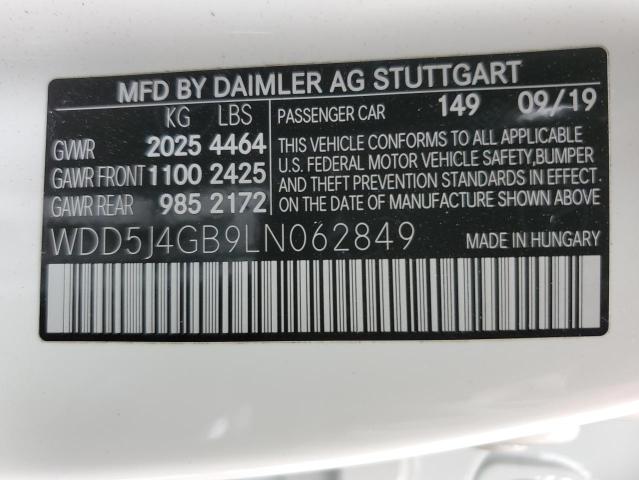 MFD BY DAIMLER AG STUTTGART
KG LBS
GVWR 2025 4464
GAWR FRONT 1100 2425
GAWR REAR 985 2172
PASSENGER CAR 149 09/19
THIS VEHICLE CONFORMS TO ALL APPLICABLE
U.S. FEDERAL MOTOR VEHICLE SAFETY,BUMPER
AND THEFT PREVENTION STANDARDS IN EFFECT
ON THE DATE OF MANUFACTURE SHOWN ABOVE
WDD5J4GB9LN062849 MADE IN HUNGARY